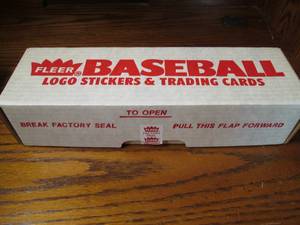 FLEER® BASEBALL
LOGO STICKERS & TRADING CARDS
TO OPEN
BREAK FACTORY SEAL
PULL THIS FLAP FORWARD